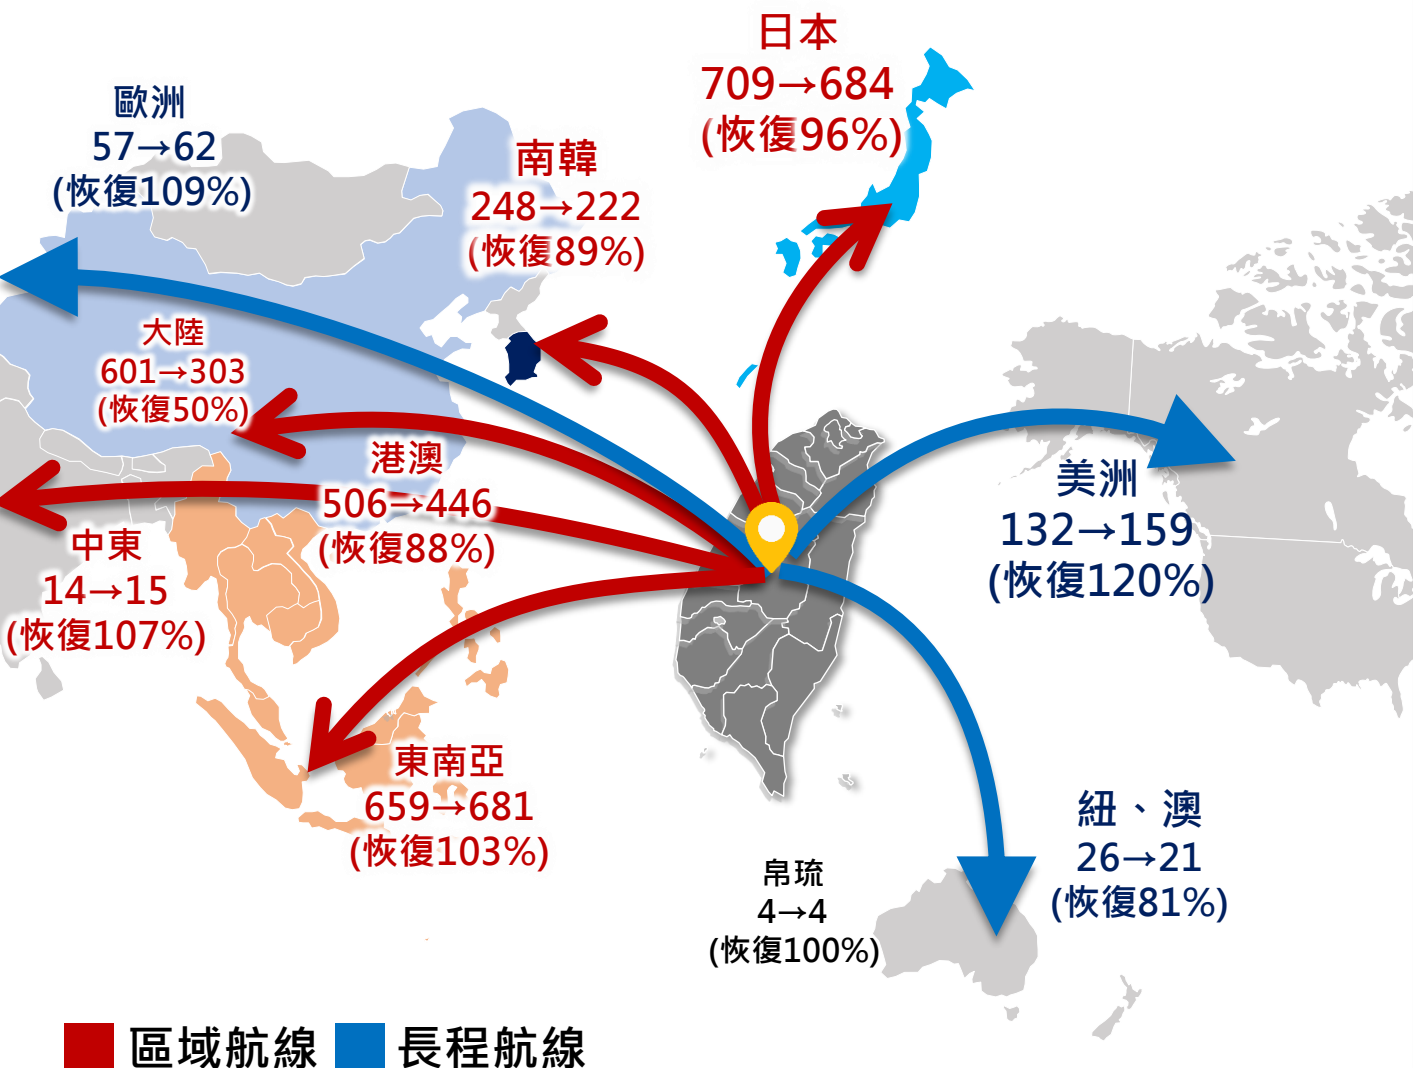 日本
709→684
(恢復96%)
歐洲
57→62
(恢復109%)
南韓
248→222
(恢復89%)
大陸
601→303
(恢復50%)
港澳
506→446
(恢復88%)
美洲
132→159
(恢復120%)
中東
14→15
(恢復107%)
東南亞
659→681
(恢復103%)
紐、澳
26→21
(恢復81%)
帛琉
4→4
(恢復100%)
區域航線
長程航線